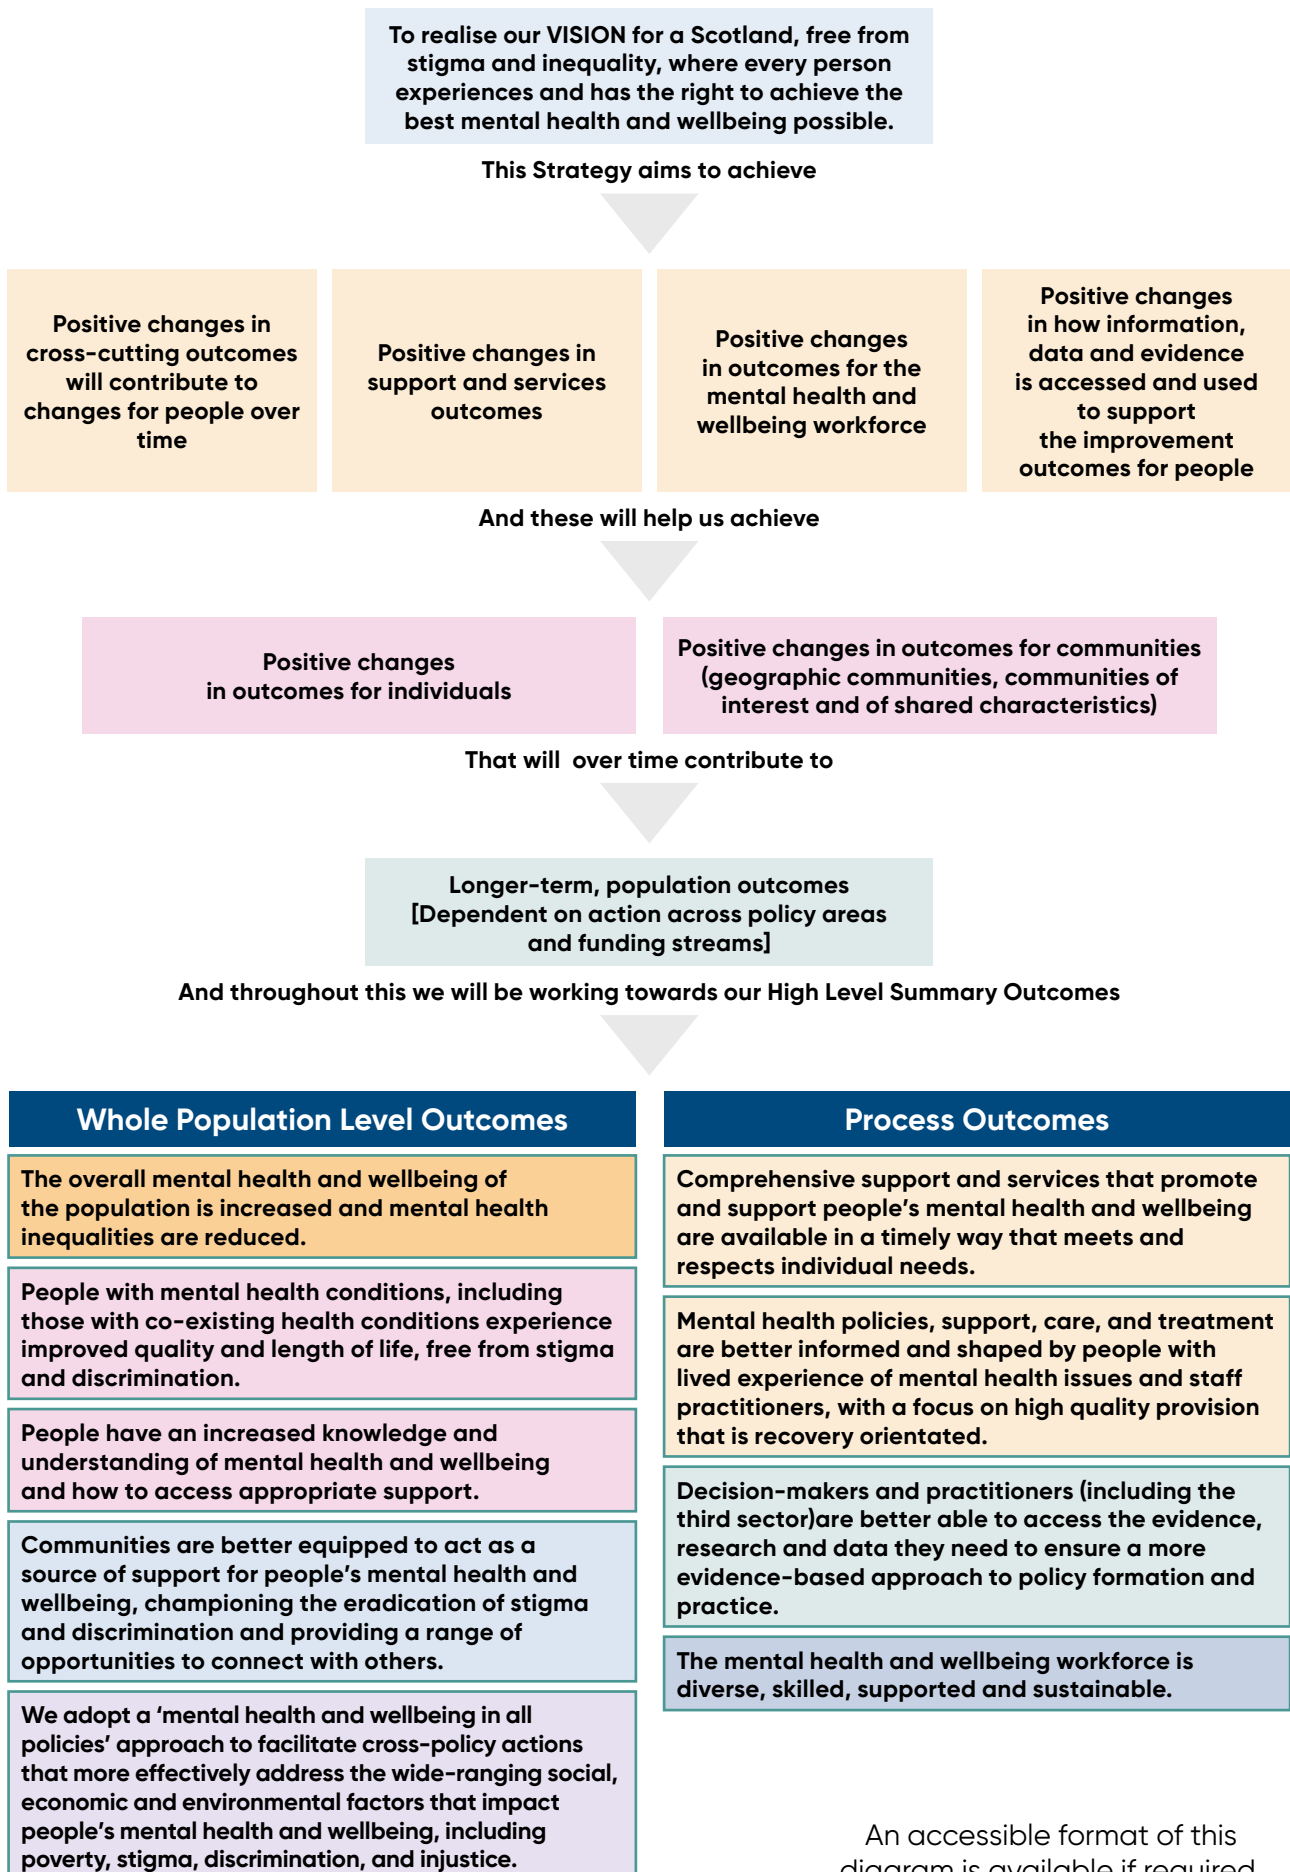 To realise our VISION for a Scotland, free from
stigma and inequality, where every person
experiences and has the right to achieve the
best mental health and wellbeing possible.
This Strategy aims to achieve
Positive changes in
cross-cutting outcomes
will contribute to
changes for people over
time
Positive changes in
support and services
outcomes
Positive changes
in outcomes for the
mental health and
wellbeing workforce
Positive changes
in how information,
data and evidence
is accessed and used
to support
the improvement
outcomes for people
And these will help us achieve
Positive changes
in outcomes for individuals
Positive changes in outcomes for communities
(geographic communities, communities of
interest and of shared characteristics)
That will  over time contribute to
Longer-term, population outcomes
[Dependent on action across policy areas
and funding streams]
And throughout this we will be working towards our High Level Summary Outcomes
Whole Population Level Outcomes
The overall mental health and wellbeing of
the population is increased and mental health
inequalities are reduced.
People with mental health conditions, including
those with co-existing health conditions experience
improved quality and length of life, free from stigma
and discrimination.
People have an increased knowledge and
understanding of mental health and wellbeing
and how to access appropriate support.
Communities are better equipped to act as a
source of support for people's mental health and
wellbeing, championing the eradication of stigma
and discrimination and providing a range of
opportunities to connect with others.
We adopt a 'mental health and wellbeing in all
policies' approach to facilitate cross-policy actions
that more effectively address the wide-ranging social,
economic and environmental factors that impact
people's mental health and wellbeing, including
poverty, stigma, discrimination, and injustice.
Process Outcomes
Comprehensive support and services that promote
and support people's mental health and wellbeing
are available in a timely way that meets and
respects individual needs.
Mental health policies, support, care, and treatment
are better informed and shaped by people with
lived experience of mental health issues and staff
practitioners, with a focus on high quality provision
that is recovery orientated.
Decision-makers and practitioners (including the
third sector)are better able to access the evidence,
research and data they need to ensure a more
evidence-based approach to policy formation and
practice.
The mental health and wellbeing workforce is
diverse, skilled, supported and sustainable.
An accessible format of this
diagram is available if required